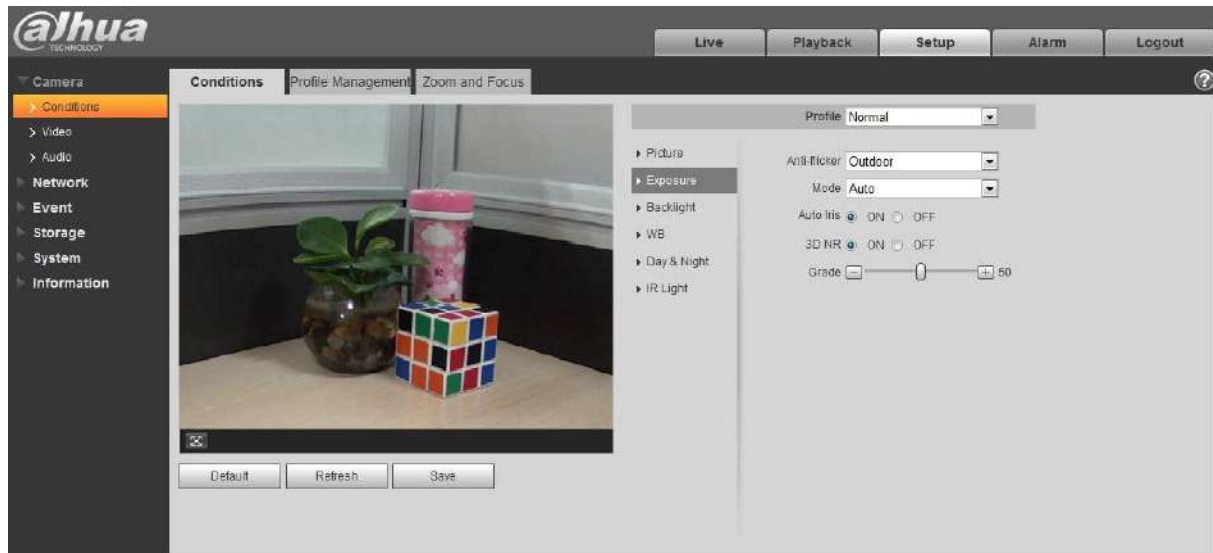 alhua
TECHNOLOGY
Live
Playback
Setup
Alarm
Logout
Camera
Conditions
Video
Audio
Network
Event
Storage
System
Information
Conditions
Profile Management
Zoom and Focus
?
Profile Normal
Picture
Exposure
Backlight
WB
Day & Night
IR Light
Anti-flicker Outdoor
Mode Auto
Auto Iris ON OFF
3D NR ON OFF
Grade - + 50
Default
Refresh
Save